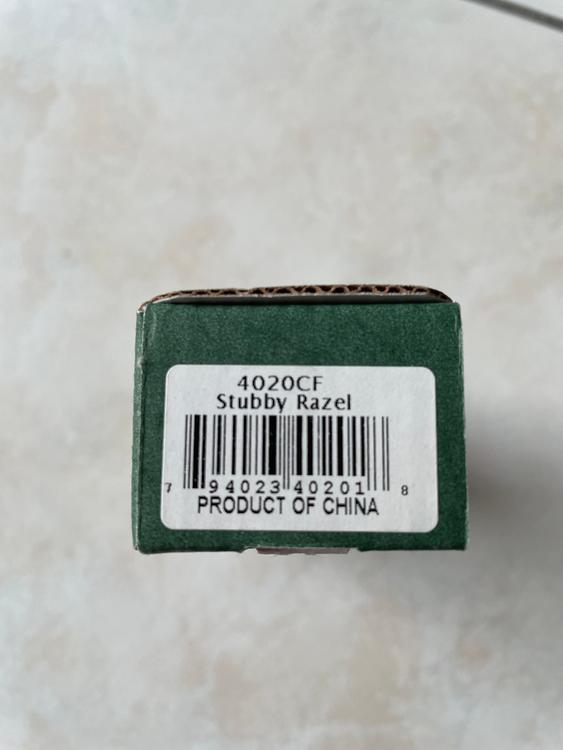 4020CF
Stubby Razel
7 94023 40201 8
PRODUCT OF CHINA